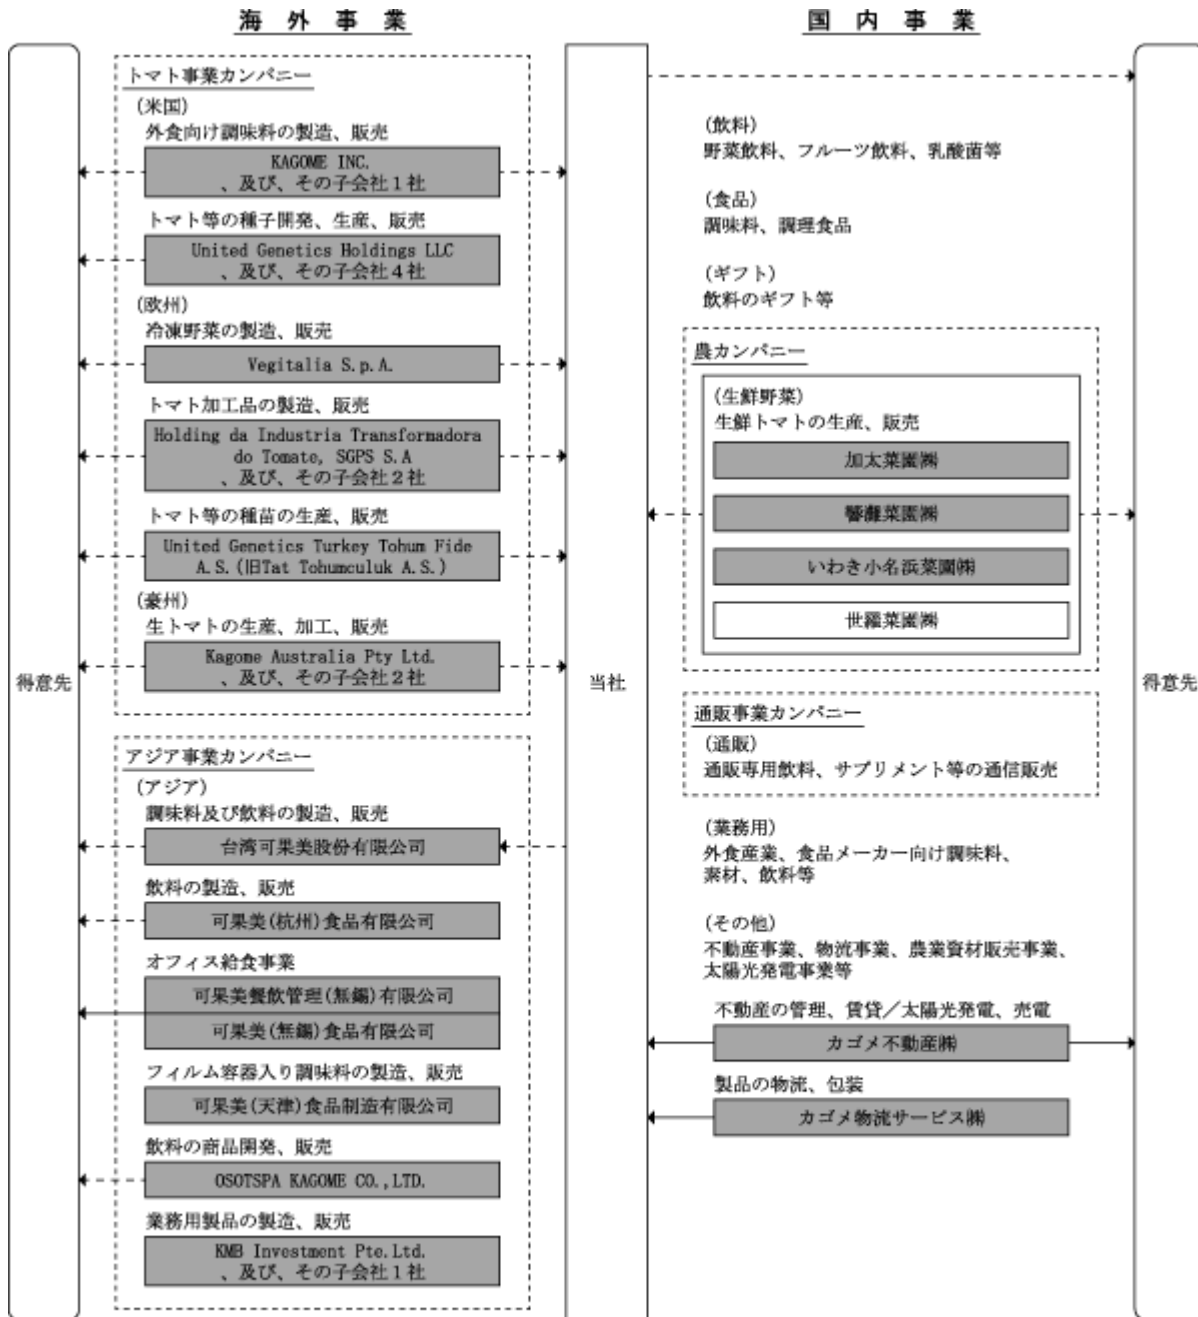 海外事業
国内事業
トマト事業カンパニー
(米国)
外食向け調味料の製造、販売
KAGOME INC.
、及び、その子会社1社
トマト等の種子開発、生産、販売
United Genetics Holdings LLC
、及び、その子会社4社
(欧州)
冷凍野菜の製造、販売
Vegitalia S.p.A.
トマト加工品の製造、販売
Holding da Industria Transformadora
do Tomate, SGPS S.A
、及び、その子会社2社
トマト等の種苗の生産、販売
United Genetics Turkey Tohum Fide
A.S.(旧Tat Tohumculuk A.S.)
(豪州)
生トマトの生産、加工、販売
Kagome Australia Pty Ltd.
、及び、その子会社2社
得意先
アジア事業カンパニー
(アジア)
調味料及び飲料の製造、販売
台湾可果美股份有限公司
飲料の製造、販売
可果美(杭州)食品有限公司
オフィス給食事業
可果美餐飲管理(無錫)有限公司
可果美(無錫)食品有限公司
フィルム容器入り調味料の製造、販売
可果美(天津)食品制造有限公司
飲料の商品開発、販売
OSOTSPA KAGOME CO.,LTD.
業務用製品の製造、販売
KMB Investment Pte.Ltd.
、及び、その子会社1社
当社
(飲料)
野菜飲料、フルーツ飲料、乳酸菌等
(食品)
調味料、調理食品
(ギフト)
飲料のギフト等
農カンパニー
(生鮮野菜)
生鮮トマトの生産、販売
加太菜園㈱
響灘菜園㈱
いわき小名浜菜園㈱
世羅菜園㈱
通販事業カンパニー
(通販)
通販専用飲料、サプリメント等の通信販売
(業務用)
外食産業、食品メーカー向け調味料、
素材、飲料等
(その他)
不動産事業、物流事業、農業資材販売事業、
太陽光発電事業等
不動産の管理、賃貸／太陽光発電、売電
カゴメ不動産㈱
製品の物流、包装
カゴメ物流サービス㈱
得意先